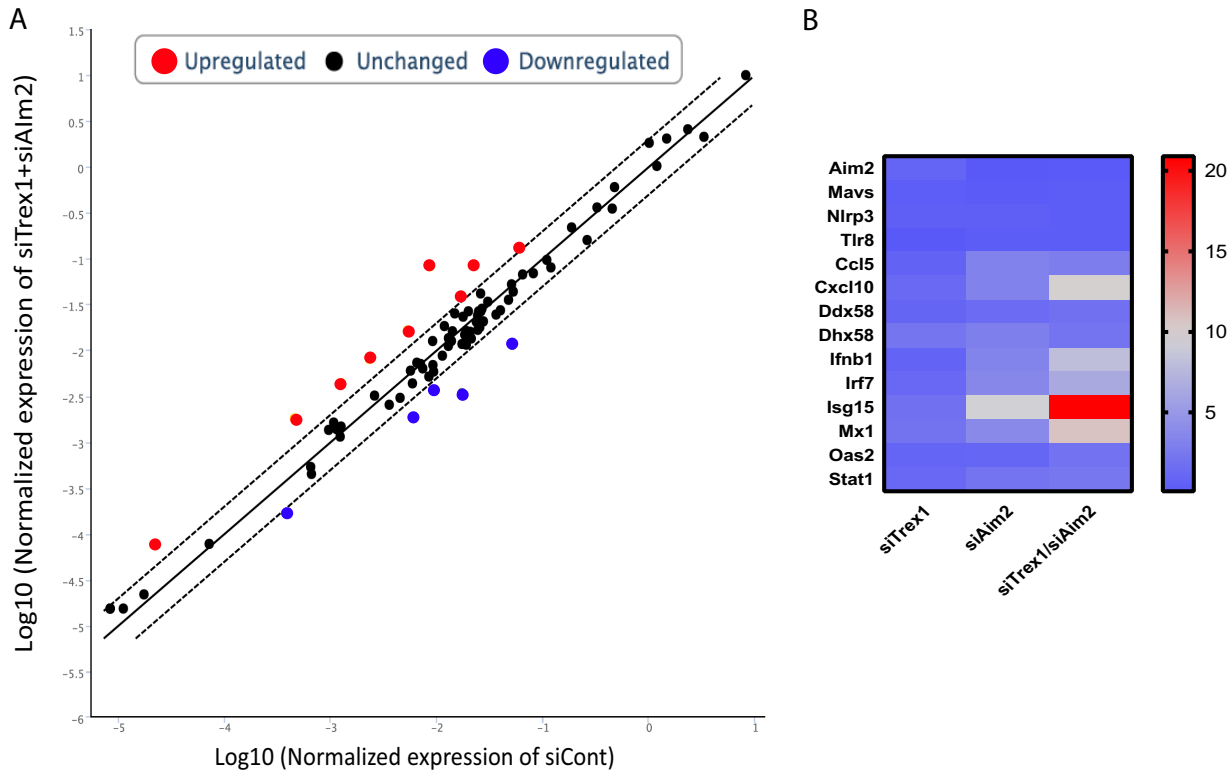 A
B
Upregulated Unchanged Downregulated
Log10 (Normalized expression of siTrex1+siAIm2)
1.5
1
0.5
0
−0.5
−1
−1.5
−2
−2.5
−3
−3.5
−4
−4.5
−5
−5.5
−6
−5 −4 −3 −2 −1 0 1
Log10 (Normalized expression of siCont)
Aim2
Mavs
Nlrp3
Tlr8
Ccl5
Cxcl10
Ddx58
Dhx58
Ifnb1
Irf7
Isg15
Mx1
Oas2
Stat1
siTrex1
siAim2
siTrex1/siAim2
20
15
10
5